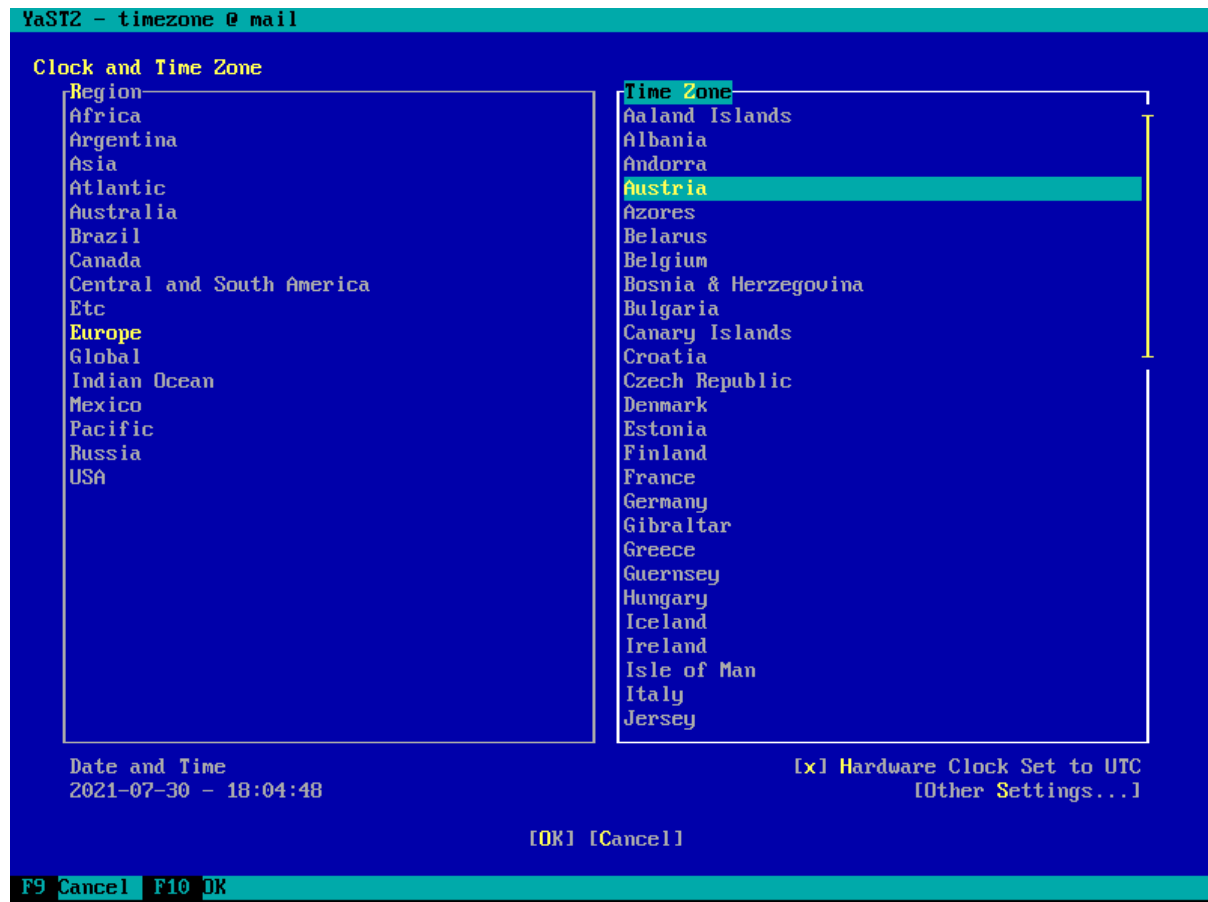 YaST2 - timezone @ mail
Clock and Time Zone
Region
Africa
Argentina
Asia
Atlantic
Australia
Brazil
Canada
Central and South America
Etc
Europe
Global
Indian Ocean
Mexico
Pacific
Russia
USA
Time Zone
Aaland Islands
Albania
Andorra
Austria
Azores
Belarus
Belgium
Bosnia & Herzegovina
Bulgaria
Canary Islands
Croatia
Czech Republic
Denmark
Estonia
Finland
France
Germany
Gibraltar
Greece
Guernsey
Hungary
Iceland
Ireland
Isle of Man
Italy
Jersey
Date and Time
2021-07-30 - 18:04:48
[x] Hardware Clock Set to UTC
[Other Settings...]
[OK] [Cancel]
F9 Cancel F10 OK